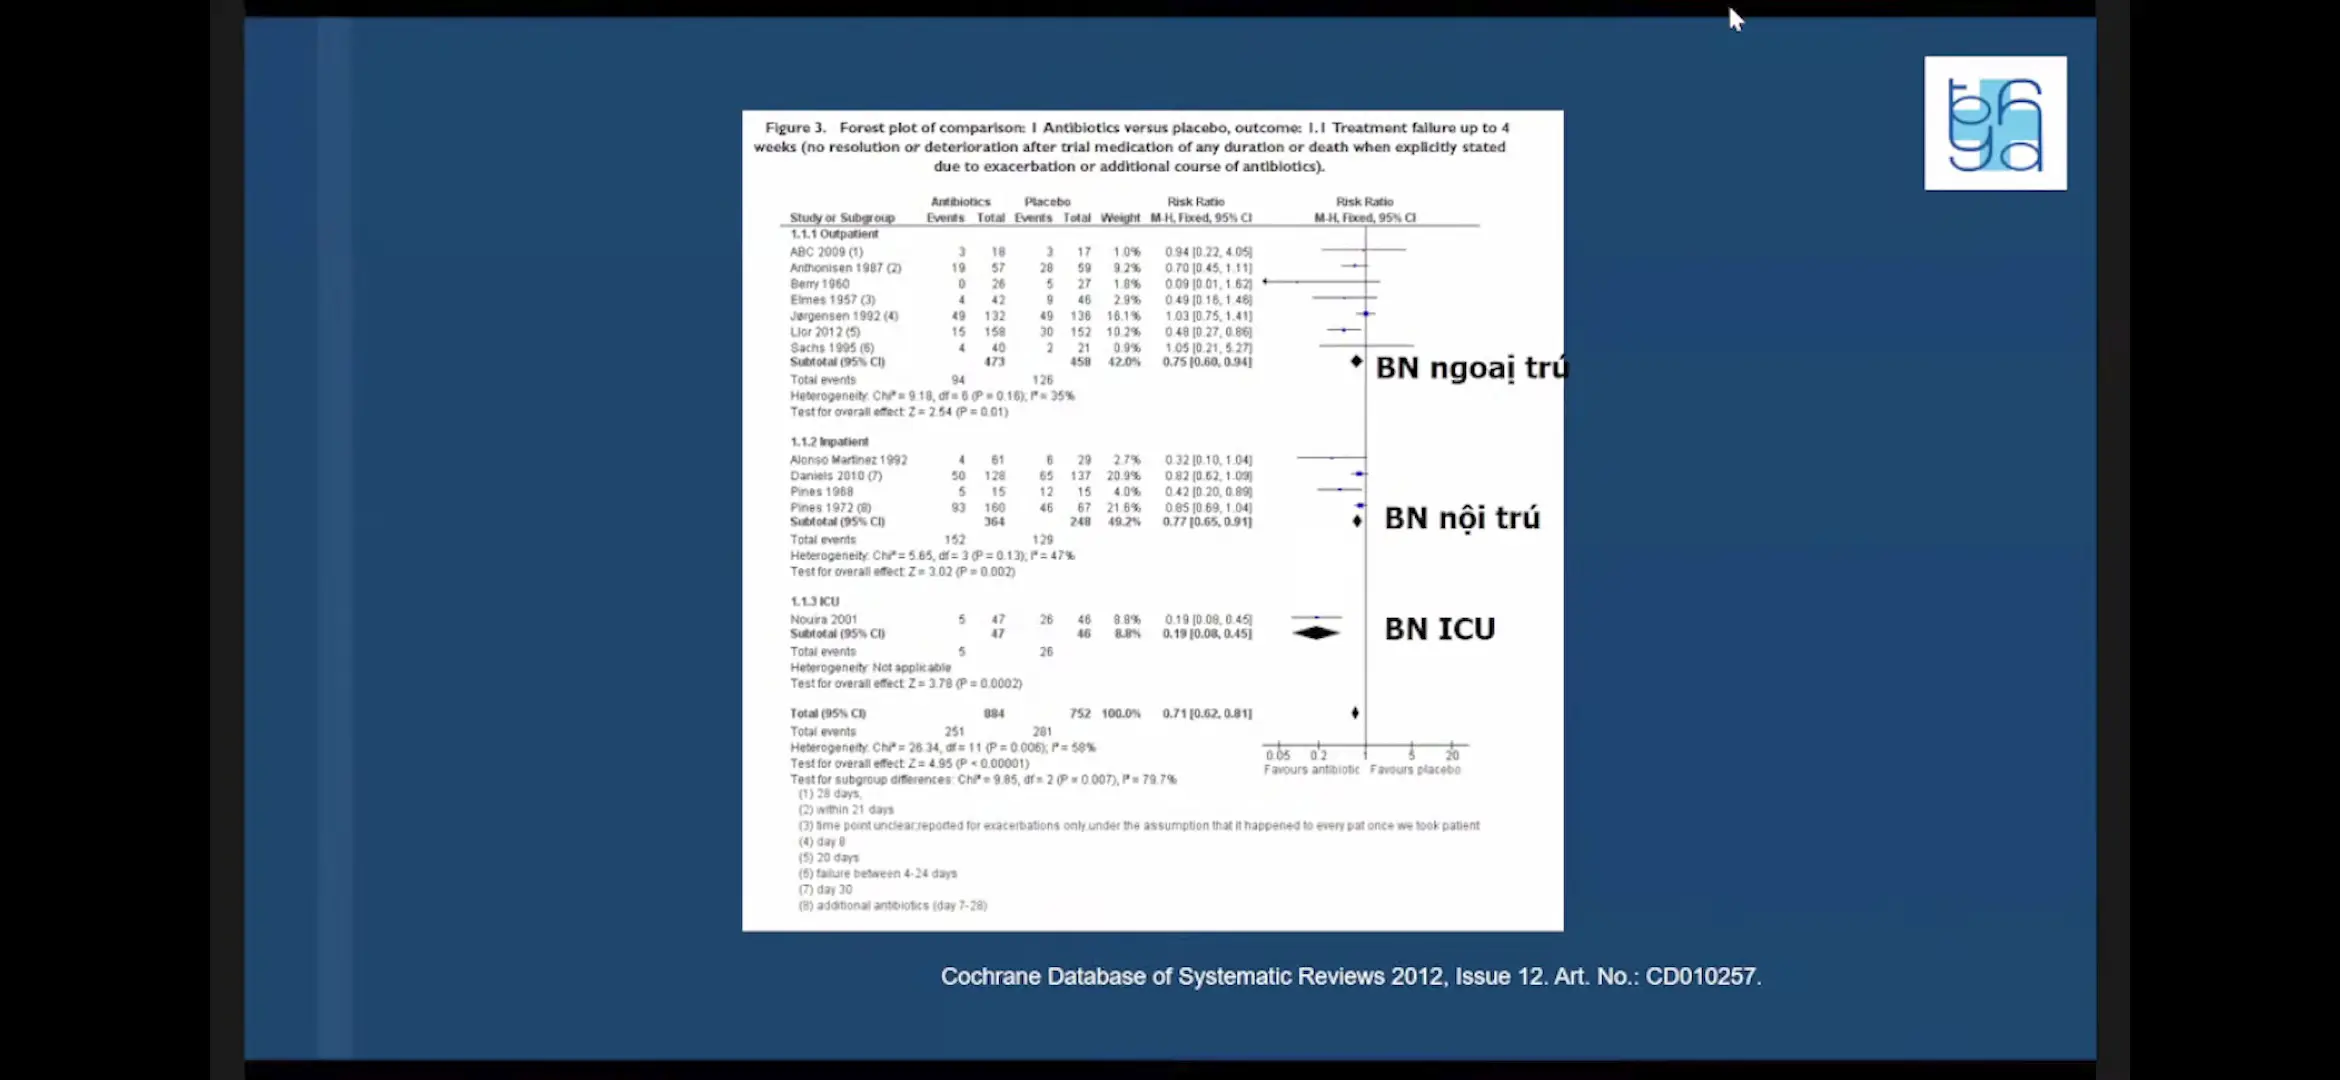 Figure 3. Forest plot of comparison: 1 Antibiotics versus placebo, outcome: 1.1 Treatment failure up to 4
weeks (no resolution or deterioration after trial medication of any duration or death when explicitly stated
due to exacerbation or additional course of antibiotics).
Antibiotics Placebo Risk Ratio Risk Ratio
Study or Subgroup Events Total Events Total Weight M-H, Fixed, 95% CI M-H, Fixed, 95% CI
1.1.1 Outpatient
ABC 2009 (1) 3 18 3 17 1.0% 0.94 [0.22, 4.05]
Anthonisen 1987 (2) 19 57 28 59 9.2% 0.70 [0.45, 1.11]
Berry 1960 0 26 5 27 1.8% 0.09 [0.01, 1.62]
Elmes 1957 (3) 4 42 9 46 2.9% 0.49 [0.16, 1.46]
Jørgensen 1992 (4) 49 132 49 136 16.1% 1.03 [0.75, 1.41]
Llor 2012 (5) 15 158 30 152 10.2% 0.48 [0.27, 0.86]
Sachs 1995 (6) 4 40 2 21 0.9% 1.05 [0.21, 5.27]
Subtotal (95% CI) 473 458 42.0% 0.75 [0.60, 0.94]
BN ngoại trú
Total events 94 126
Heterogeneity: Chi² = 9.18, df = 6 (P = 0.16); I² = 35%
Test for overall effect: Z = 2.54 (P = 0.01)
1.1.2 Inpatient
Alonso Martinez 1992 4 61 6 29 2.7% 0.32 [0.10, 1.04]
Daniels 2010 (7) 50 128 65 137 20.9% 0.82 [0.62, 1.09]
Pines 1968 5 15 12 15 4.0% 0.42 [0.20, 0.89]
Pines 1972 (8) 93 160 46 67 21.6% 0.85 [0.69, 1.04]
Subtotal (95% CI) 364 248 49.2% 0.77 [0.65, 0.91]
BN nội trú
Total events 152 129
Heterogeneity: Chi² = 5.65, df = 3 (P = 0.13); I² = 47%
Test for overall effect: Z = 3.02 (P = 0.002)
1.1.3 ICU
Nouira 2001 5 47 26 46 8.8% 0.19 [0.08, 0.45]
Subtotal (95% CI) 47 46 8.8% 0.19 [0.08, 0.45]
BN ICU
Total events 5 26
Heterogeneity: Not applicable
Test for overall effect: Z = 3.78 (P = 0.0002)
Total (95% CI) 884 752 100.0% 0.71 [0.62, 0.81]
Total events 251 281
Heterogeneity: Chi² = 26.34, df = 11 (P = 0.006); I² = 58%
Test for overall effect: Z = 4.95 (P < 0.00001)
Test for subgroup differences: Chi² = 9.85, df = 2 (P = 0.007), I² = 79.7%
0.05 0.2 1 5 20
Favours antibiotic Favours placebo
(1) 28 days,
(2) within 21 days
(3) time point unclear;reported for exacerbations only,under the assumption that it happened to every pat once we took patient
(4) day 8
(5) 20 days
(6) failure between 4-24 days
(7) day 30
(8) additional antibiotics (day 7-28)
Cochrane Database of Systematic Reviews 2012, Issue 12. Art. No.: CD010257.